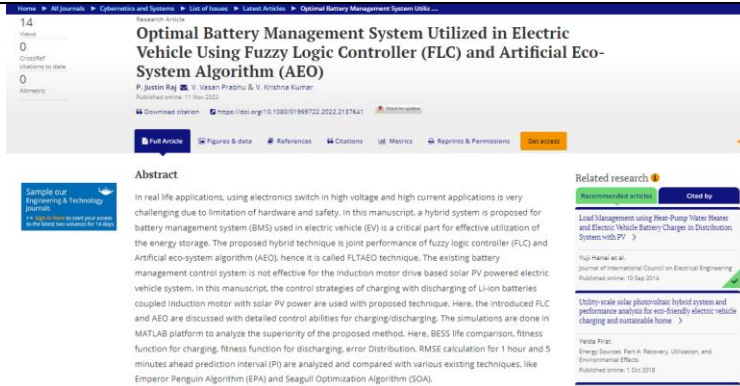 Home ▶ All Journals ▶ Cybernetics and Systems ▶ List of Issues ▶ Latest Articles ▶ Optimal Battery Management System Utiliz ....
14
Views
0
CrossRef
citations to date
0
Altmetric
Research Article
Optimal Battery Management System Utilized in Electric
Vehicle Using Fuzzy Logic Controller (FLC) and Artificial Eco-
System Algorithm (AEO)
P. Justin Raj, V. Vasan Prabhu & V. Krishna Kumar
Published online: 11 Nov 2022
Download citation https://doi.org/10.1080/01969722.2022.2137641 Check for updates
Full Article Figures & data References Citations Metrics Reprints & Permissions Get access
Abstract
In real life applications, using electronics switch in high voltage and high current applications is very
challenging due to limitation of hardware and safety. In this manuscript, a hybrid system is proposed for
battery management system (BMS) used in electric vehicle (EV) is a critical part for effective utilization of
the energy storage. The proposed hybrid technique is joint performance of fuzzy logic controller (FLC) and
Artificial eco-system algorithm (AEO), hence it is called FLTAEO technique. The existing battery
management control system is not effective for the Induction motor drive based solar PV powered electric
vehicle system. In this manuscript, the control strategies of charging with discharging of Li-ion batteries
coupled Induction motor with solar PV power are used with proposed technique. Here, the introduced FLC
and AEO are discussed with detailed control abilities for charging/discharging. The simulations are done in
MATLAB platform to analyze the superiority of the proposed method. Here, BESS life comparison, fitness
function for charging, fitness function for discharging, error Distribution, RMSE calculation for 1 hour and 5
minutes ahead prediction interval (PI) are analyzed and compared with various existing techniques, like
Emperor Penguin Algorithm (EPA) and Seagull Optimization Algorithm (SOA).
Sample our
Engineering & Technology
Journals
>> Sign in here to start your access
to the latest two volumes for 14 days
Related research
Recommended articles Cited by
Load Management using Heat-Pump Water Heater
and Electric Vehicle Battery Charger in Distribution
System with PV >
Yuji Hanai et al.
Journal of International Council on Electrical Engineering
Published online: 10 Sep 2014
Utility-scale solar photovoltaic hybrid system and
performance analysis for eco-friendly electric vehicle
charging and sustainable home >
Yelda Firat
Energy Sources, Part A: Recovery, Utilization, and
Environmental Effects
Published online: 1 Oct 2018